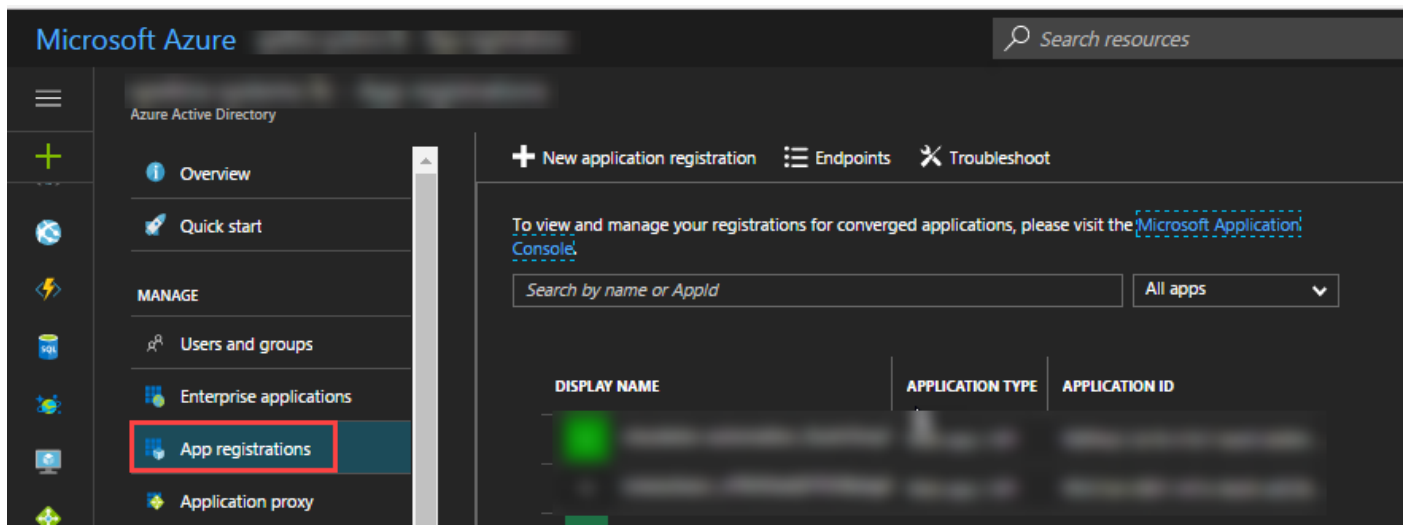 Microsoft Azure
Search resources
Azure Active Directory
Overview
Quick start
MANAGE
Users and groups
Enterprise applications
App registrations
Application proxy
New application registration
Endpoints
Troubleshoot
To view and manage your registrations for converged applications, please visit the Microsoft Application
Console.
Search by name or AppId
All apps
DISPLAY NAME
APPLICATION TYPE
APPLICATION ID
SQL